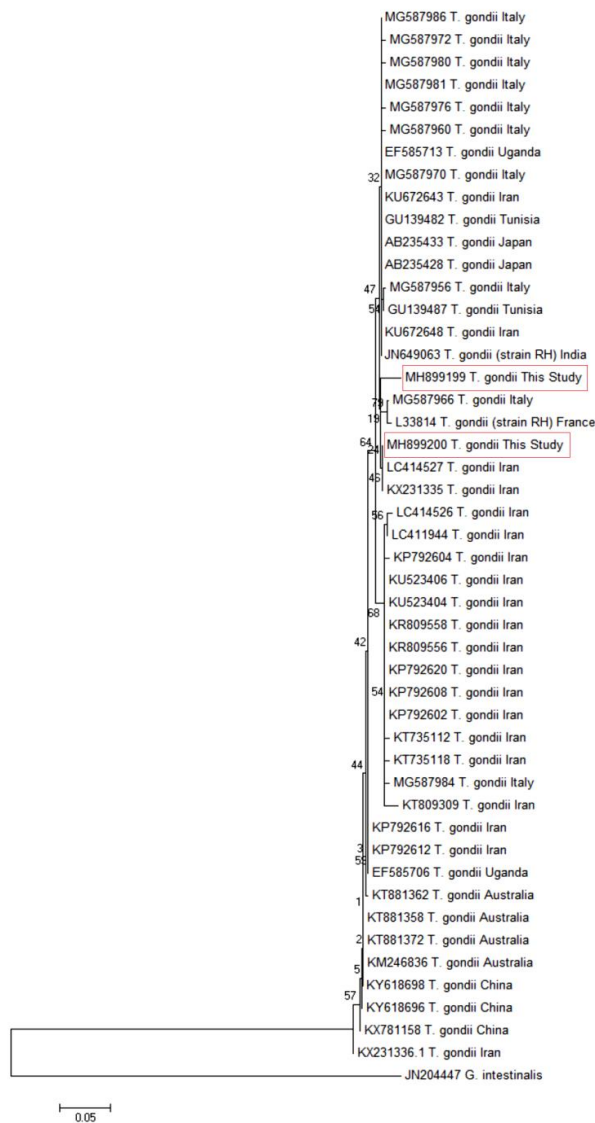 MG587986 T. gondii Italy
MG587972 T. gondii Italy
MG587980 T. gondii Italy
MG587981 T. gondii Italy
MG587976 T. gondii Italy
MG587960 T. gondii Italy
EF585713 T. gondii Uganda
MG587970 T. gondii Italy
32
KU672643 T. gondii Iran
GU139482 T. gondii Tunisia
AB235433 T. gondii Japan
AB235428 T. gondii Japan
47
MG587956 T. gondii Italy
54
GU139487 T. gondii Tunisia
KU672648 T. gondii Iran
JN649063 T. gondii (strain RH) India
MH899199 T. gondii This Study
79
MG587966 T. gondii Italy
19
L33814 T. gondii (strain RH) France
64
24
MH899200 T. gondii This Study
LC414527 T. gondii Iran
46
KX231335 T. gondii Iran
56
LC414526 T. gondii Iran
LC411944 T. gondii Iran
KP792604 T. gondii Iran
KU523406 T. gondii Iran
KU523404 T. gondii Iran
68
KR809558 T. gondii Iran
42
KR809556 T. gondii Iran
KP792620 T. gondii Iran
54
KP792608 T. gondii Iran
KP792602 T. gondii Iran
KT735112 T. gondii Iran
44
KT735118 T. gondii Iran
MG587984 T. gondii Italy
KT809309 T. gondii Iran
KP792616 T. gondii Iran
3
KP792612 T. gondii Iran
59
EF585706 T. gondii Uganda
KT881362 T. gondii Australia
1
KT881358 T. gondii Australia
2
KT881372 T. gondii Australia
KM246836 T. gondii Australia
5
KY618698 T. gondii China
57
KY618696 T. gondii China
KX781158 T. gondii China
KX231336.1 T. gondii Iran
JN204447 G. intestinalis
0.05